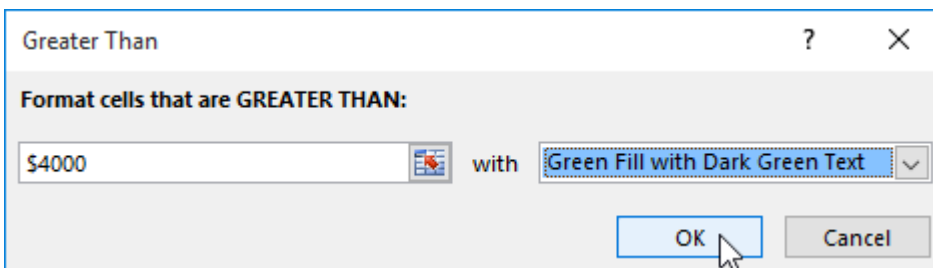 Greater Than ?
Format cells that are GREATER THAN:
$4000 with Green Fill with Dark Green Text
OK Cancel